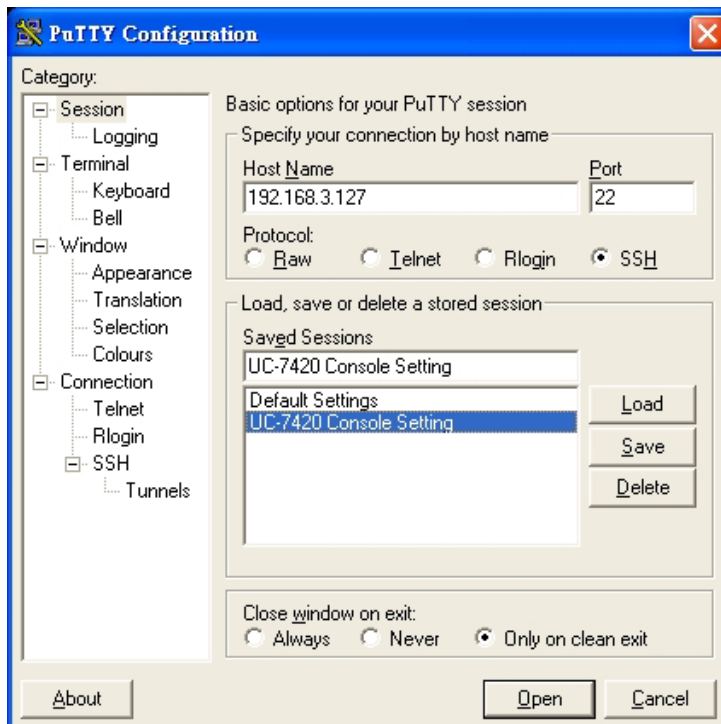 PuTTY Configuration
Category:
Session
Logging
Terminal
Keyboard
Bell
Window
Appearance
Translation
Selection
Colours
Connection
Telnet
Rlogin
SSH
Tunnels
Basic options for your PuTTY session
Specify your connection by host name
Host Name Port
192.168.3.127 22
Protocol:
Raw Telnet Rlogin SSH
Load, save or delete a stored session
Saved Sessions
UC-7420 Console Setting
Default Settings
UC-7420 Console Setting
Load
Save
Delete
Close window on exit:
Always Never Only on clean exit
About Open Cancel